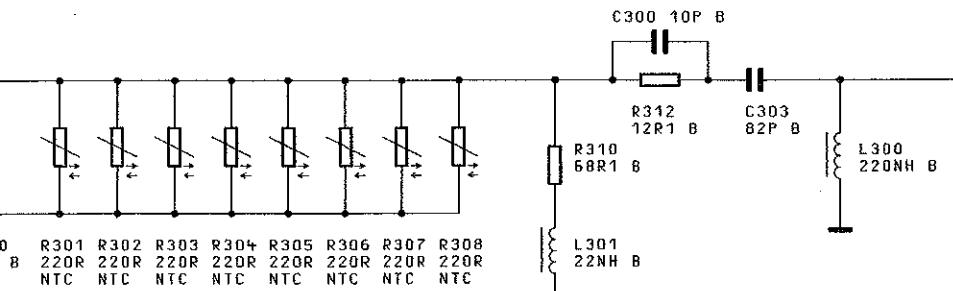 C300 10P B
R312
12R1 B
C303
82P B
R310
68R1 B
L300
220NH B
L301
22NH B
0 R301 R302 R303 R304 R305 R306 R307 R308
B 220R 220R 220R 220R 220R 220R 220R 220R
NTC NTC NTC NTC NTC NTC NTC NTC